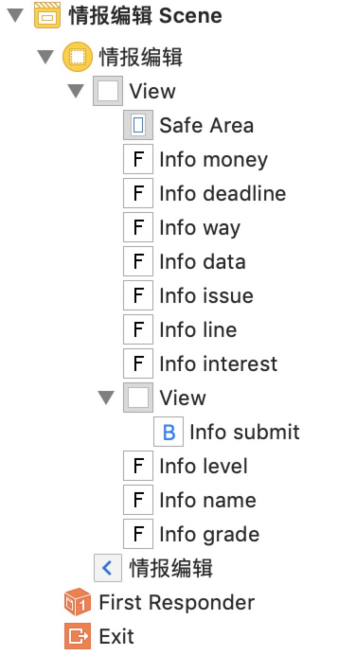 情报编辑 Scene
情报编辑
View
Safe Area
F Info money
F Info deadline
F Info way
F Info data
F Info issue
F Info line
F Info interest
View
B Info submit
F Info level
F Info name
F Info grade
情报编辑
1 First Responder
Exit